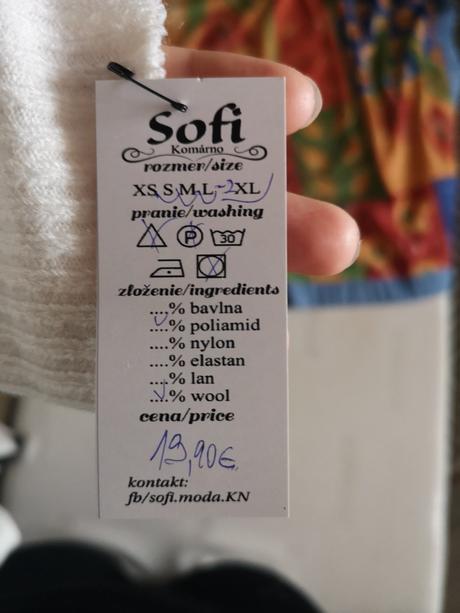 Sofi
Komárno
rozmer/size
XS S M L-2XL
pranie/washing
P 30
zloženie/ingredients
....% bavlna
....% poliamid
....% nylon
....% elastan
....% lan
....% wool
cena/price
19,90€
kontakt:
fb/sofi.moda.KN